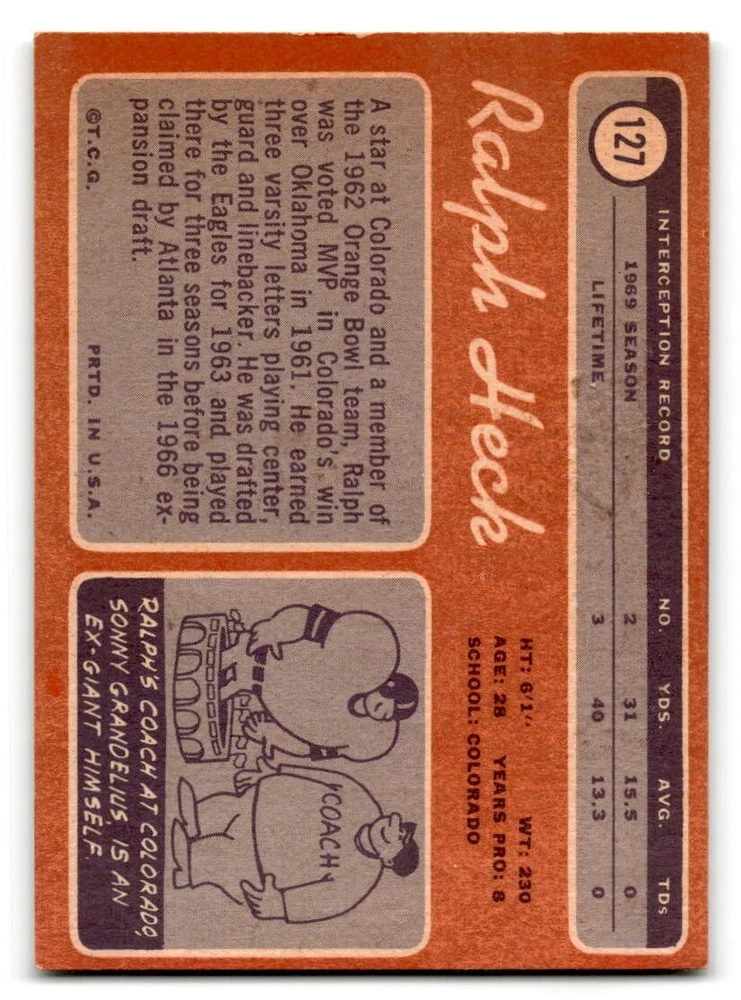 127
INTERCEPTION RECORD NO. YDS. AVG. TDs
1969 SEASON 2 31 15.5 0
LIFETIME, 3 40 13.3 0
Ralph Heck
HT: 6'1" WT: 230
AGE: 28 YEARS PRO: 8
SCHOOL: COLORADO
A star at Colorado and a member of
the 1962 Orange Bowl team, Ralph
was voted MVP in Colorado's win
over Oklahoma in 1961. He earned
three varsity letters playing center,
guard and linebacker. He was drafted
by the Eagles for 1963 and played
there for three seasons before being
claimed by Atlanta in the 1966 ex-
pansion draft.
©T.C.G. PRTD. IN U.S.A.
COACH
RALPH'S COACH AT COLORADO,
SONNY GRANDELIUS, IS AN
EX-GIANT HIMSELF.